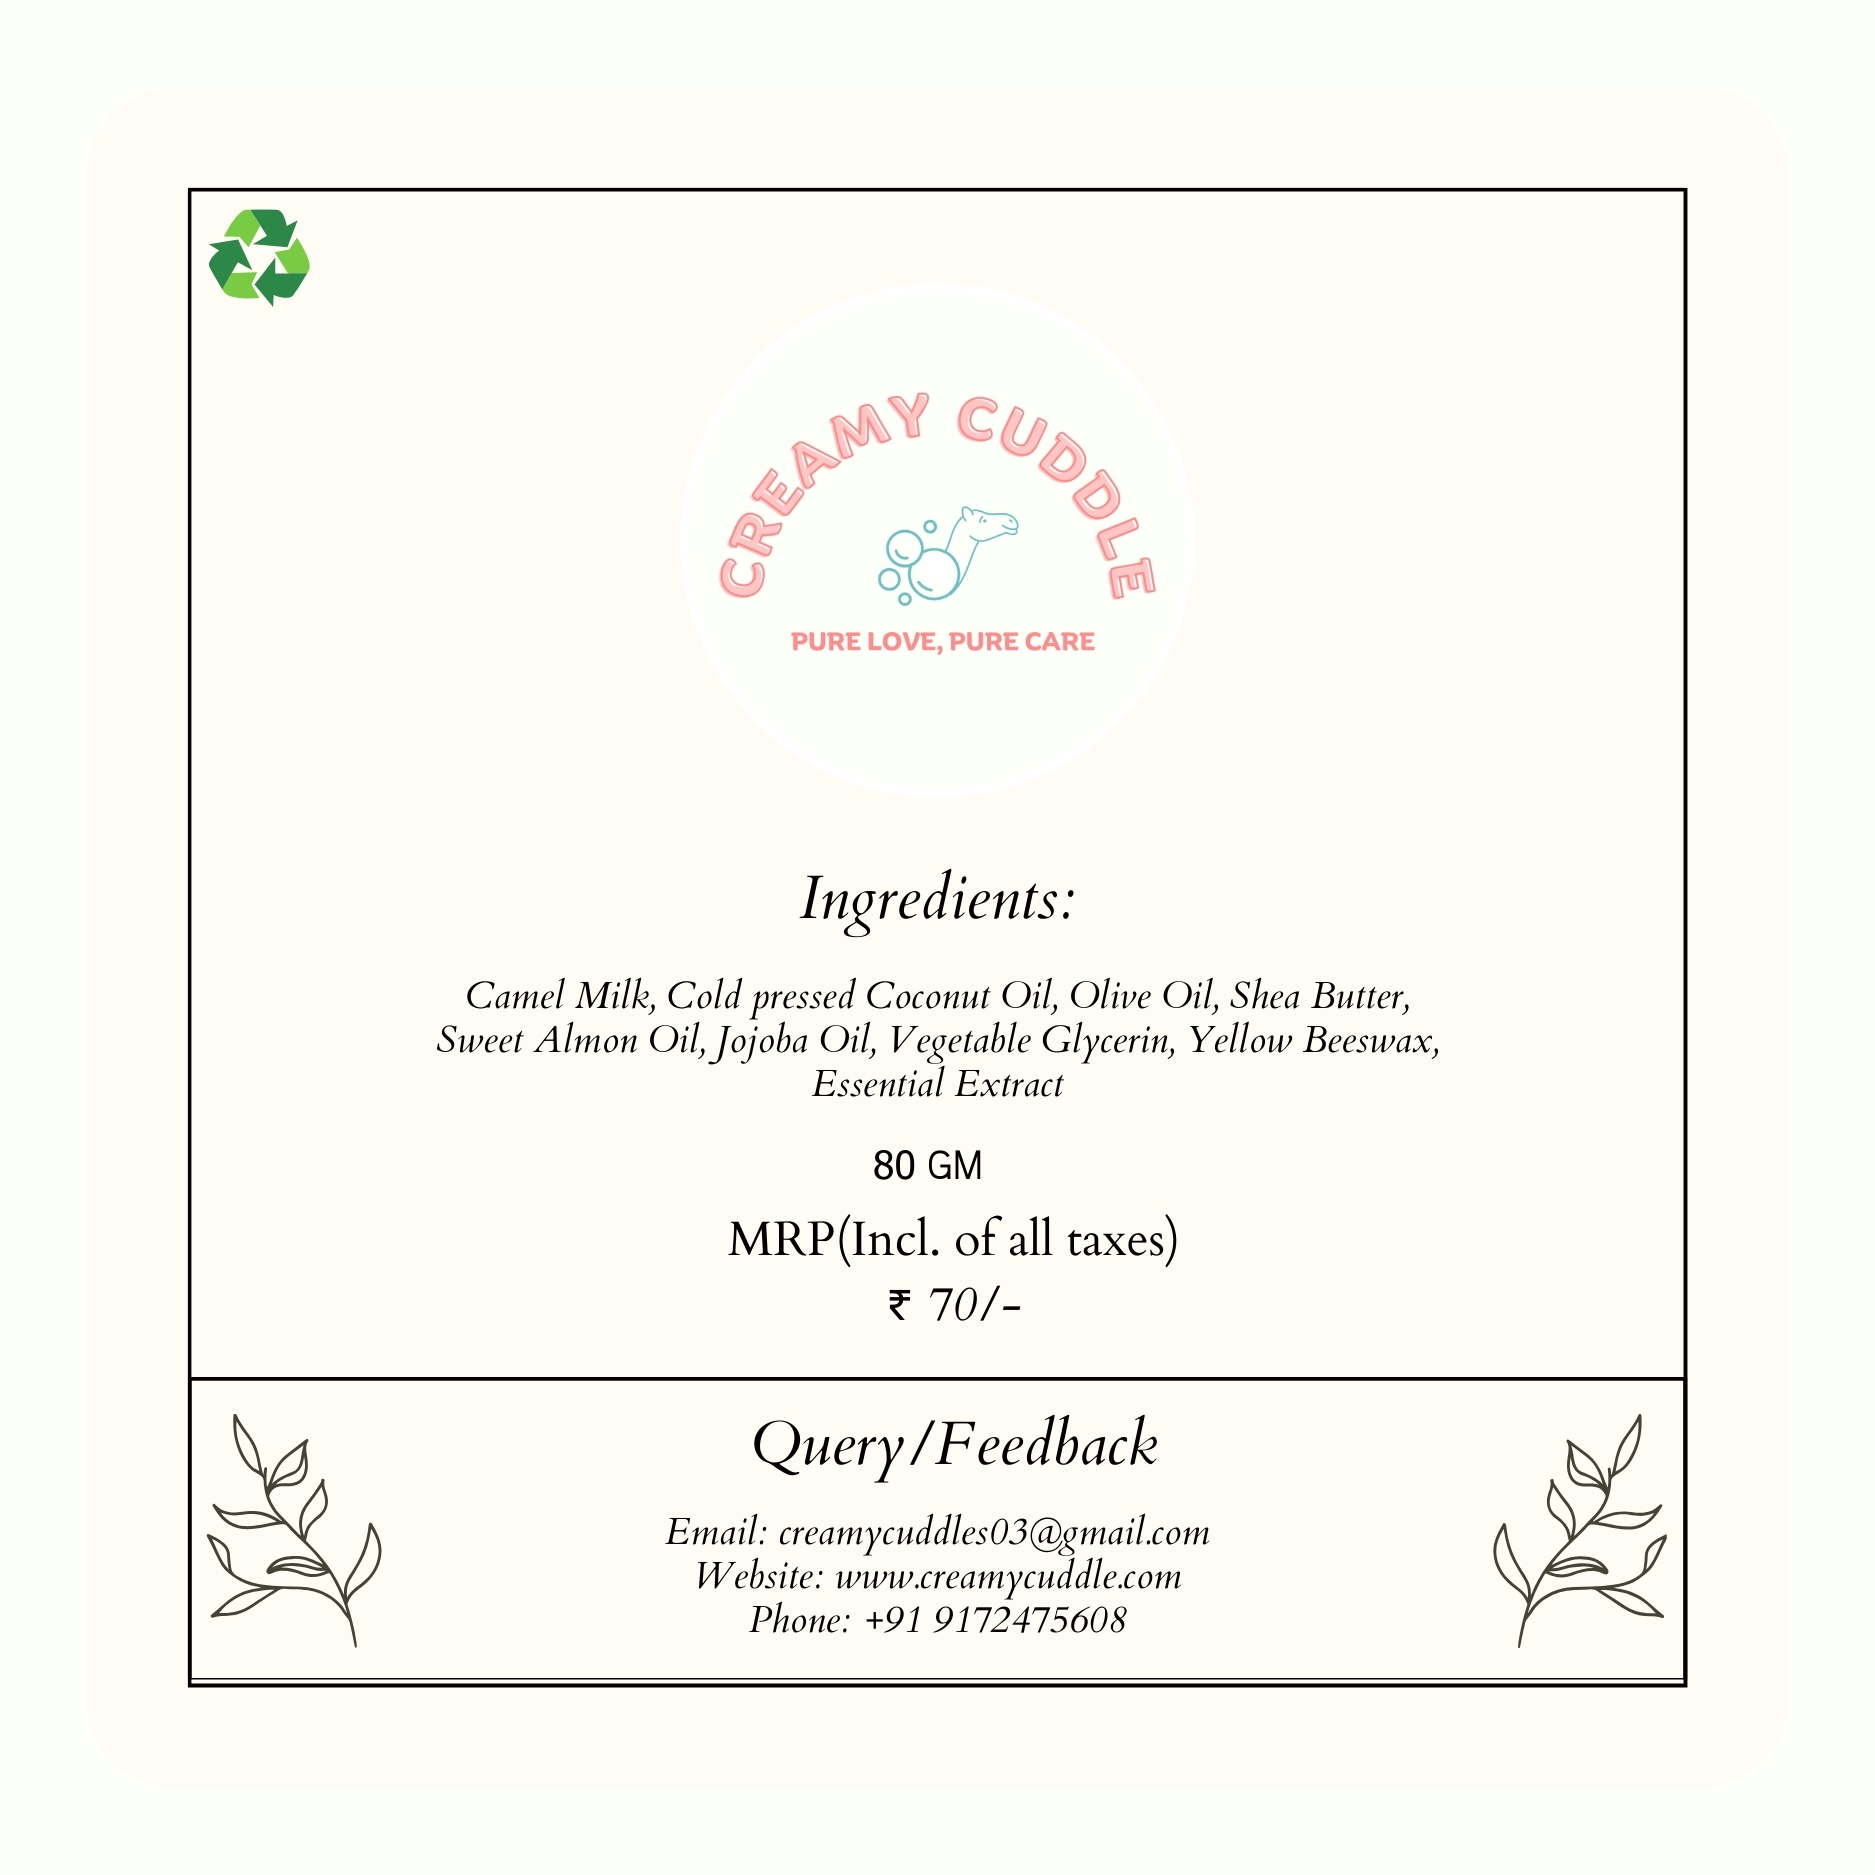 CREAMY CUDDLE
PURE LOVE, PURE CARE
Ingredients:
Camel Milk, Cold pressed Coconut Oil, Olive Oil, Shea Butter,
Sweet Almon Oil, Jojoba Oil, Vegetable Glycerin, Yellow Beeswax,
Essential Extract
80 GM
MRP(Incl. of all taxes)
₹ 70/-
Query/Feedback
Email: creamycuddles03@gmail.com
Website: www.creamycuddle.com
Phone: +91 9172475608